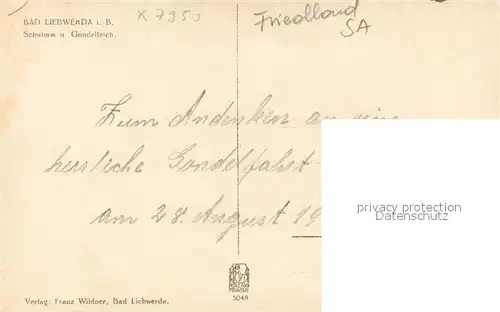 BAD LIEBWERDA i. B.
Schwimm u Gondelteich.
X 7950
Friedland
SA
Zum Andenken an eine
herrliche Gondelfahrt
am 28. August 19
privacy protection
Datenschutz
3048
Verlag: Franz Wildner, Bad Liebwerda.